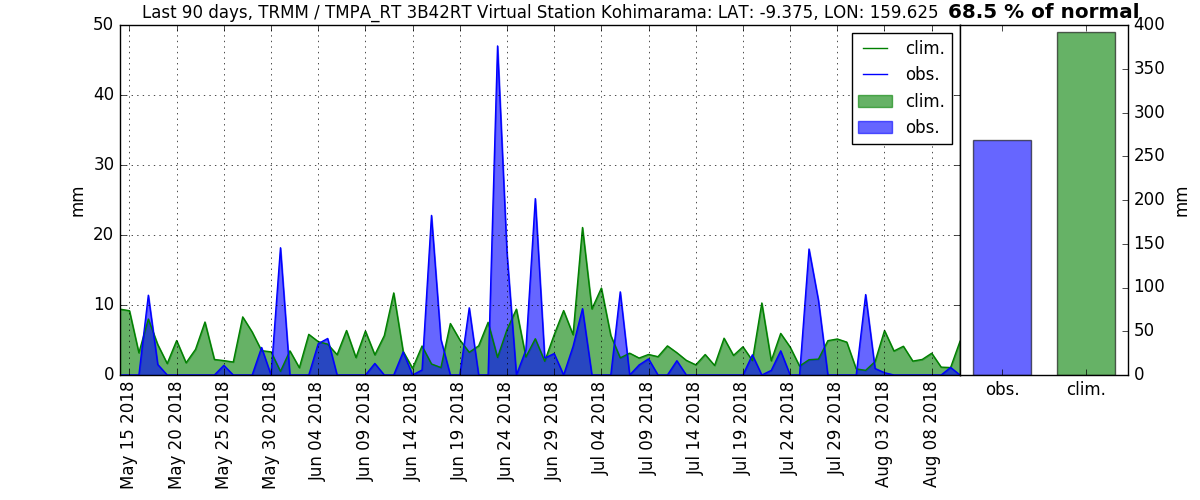 Last 90 days, TRMM / TMPA_RT 3B42RT Virtual Station Kohimarama: LAT: -9.375, LON: 159.625 68.5 % of normal
50
40
30
20
10
0
mm
clim.
obs.
clim.
obs.
400
350
300
250
200
150
100
50
0
mm
obs.
clim.
May 15 2018
May 20 2018
May 25 2018
May 30 2018
Jun 04 2018
Jun 09 2018
Jun 14 2018
Jun 19 2018
Jun 24 2018
Jun 29 2018
Jul 04 2018
Jul 09 2018
Jul 14 2018
Jul 19 2018
Jul 24 2018
Jul 29 2018
Aug 03 2018
Aug 08 2018